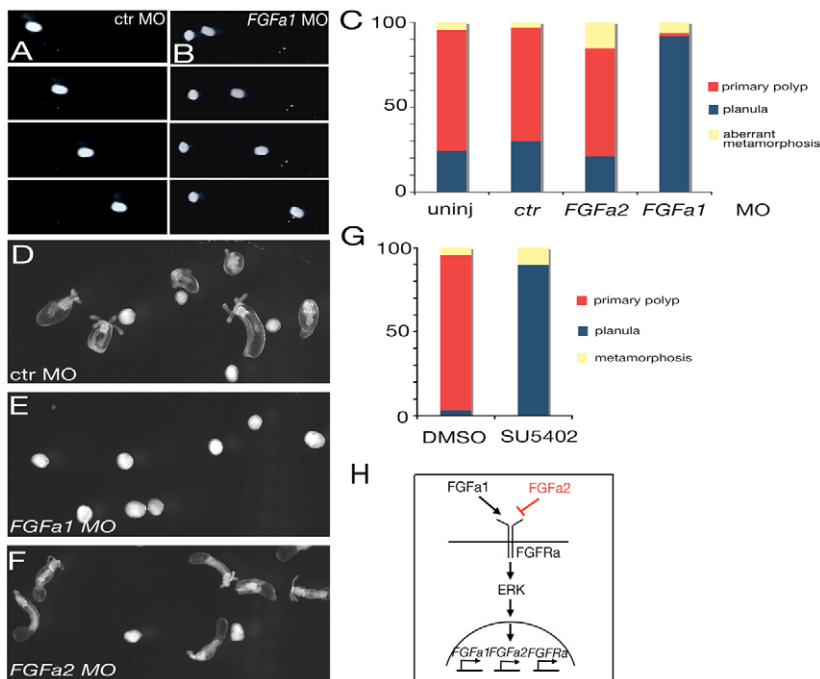 ctr MO
FGFa1 MO
A
B
C
100
50
0
uninj ctr FGFa2 FGFa1 MO
primary polyp
planula
aberrant
metamorphosis
D
ctr MO
E
FGFa1 MO
F
FGFa2 MO
G
100
50
0
DMSO SU5402
primary polyp
planula
metamorphosis
H
FGFa1 FGFa2
FGFRa
ERK
FGFa1 FGFa2 FGFRa